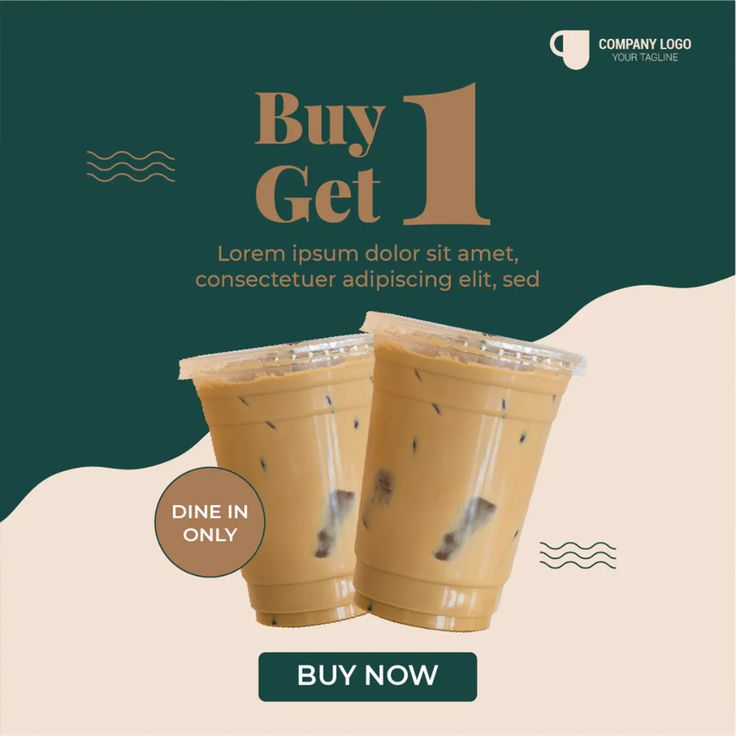 COMPANY LOGO
YOUR TAGLINE
Buy 1
Get
Lorem ipsum dolor sit amet,
consectetuer adipiscing elit, sed
DINE IN
ONLY
BUY NOW